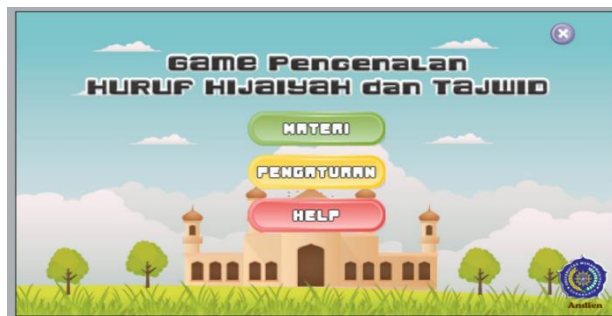 Game Pengenalan
HURUF HIJAIYAH dan TAJWID
MATERI
PENGATURAN
HELP
Andien